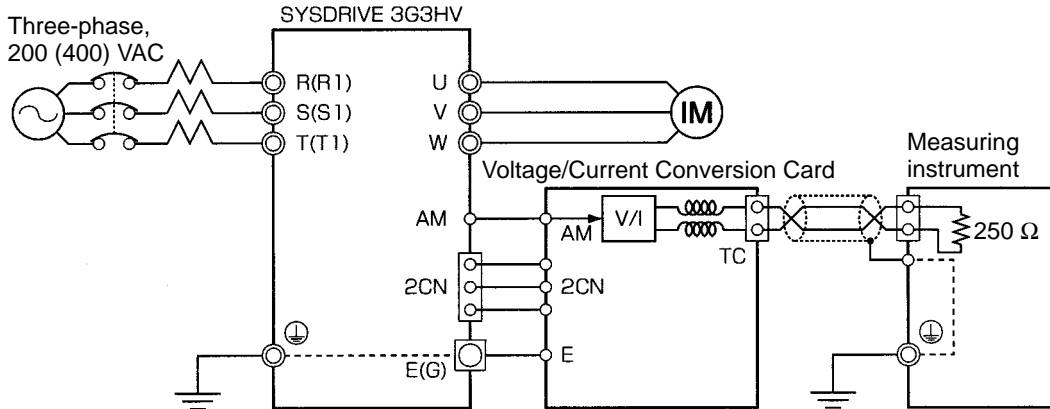 SYSDRIVE 3G3HV
Three-phase,
200 (400) VAC
R(R1)
S(S1)
T(T1)
U
V
W
IM
Voltage/Current Conversion Card
Measuring
instrument
AM
AM
V/I
TC
250 Ω
2CN
2CN
E(G)
E